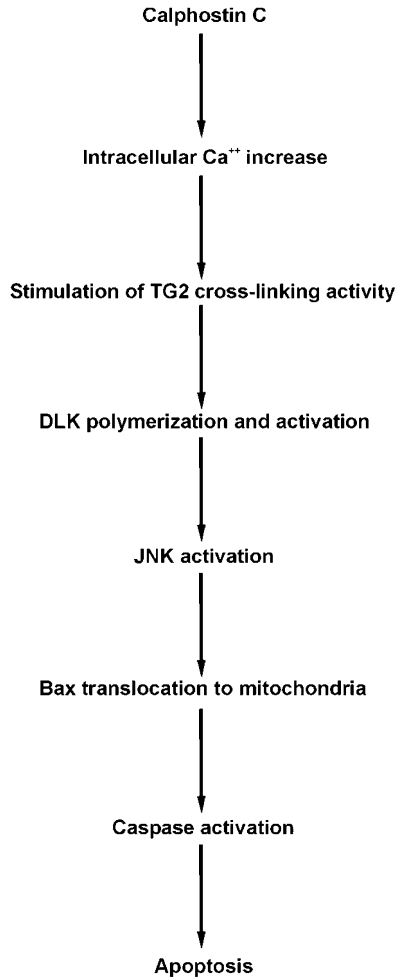 Calphostin C
Intracellular Ca++ increase
Stimulation of TG2 cross-linking activity
DLK polymerization and activation
JNK activation
Bax translocation to mitochondria
Caspase activation
Apoptosis